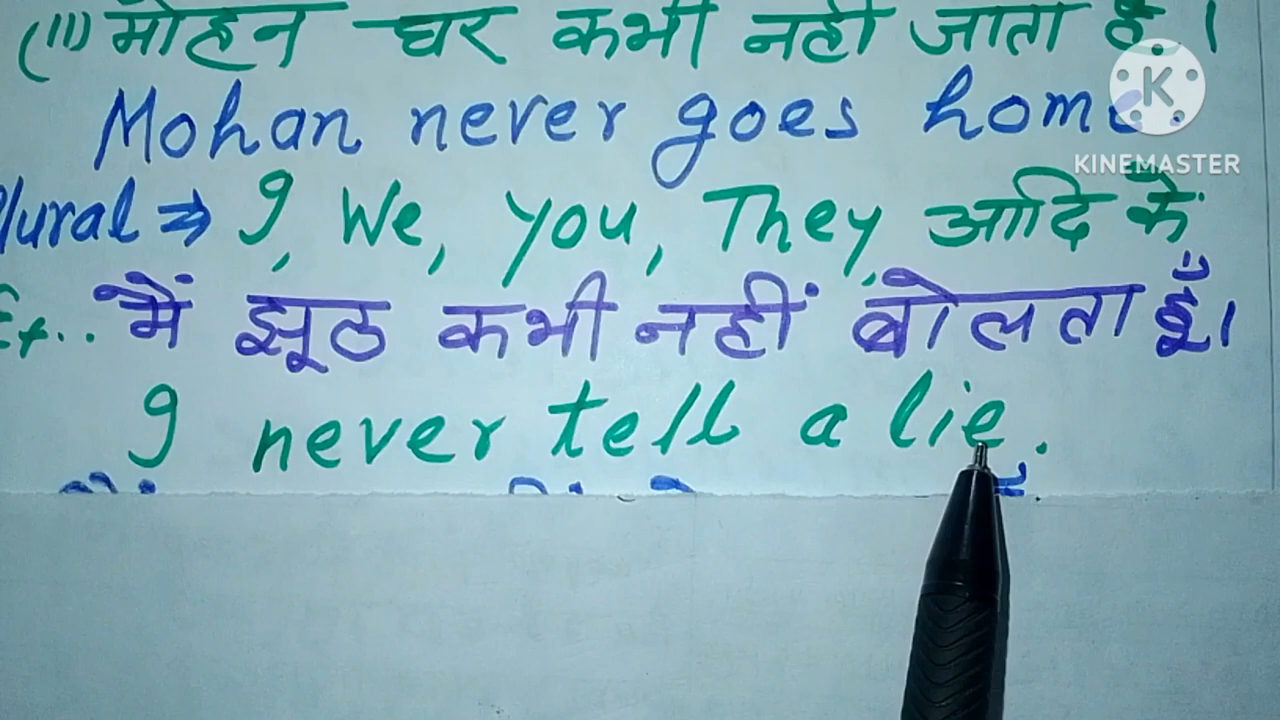 (11) मोहन घर कभी नहीं जाता है।
Mohan never goes home
KINEMASTER
Plural ⇒ I, We, you, They, आदि के
Ex.. मैं झूठ कभी नहीं बोलता हूँ।
I never tell a lie.